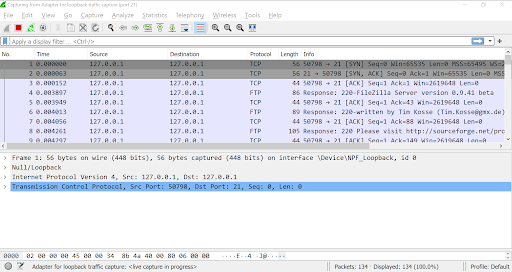 Capturing from Adapter for loopback traffic capture (port 21)
File Edit View Go Capture Analyze Statistics Telephony Wireless Tools Help
Apply a display filter ... <Ctrl-/>
No. Time Source Destination Protocol Length Info
1 0.000000 127.0.0.1 127.0.0.1 TCP 56 50798 → 21 [SYN] Seq=0 Win=65535 Len=0 MSS=65495 WS=2
2 0.000063 127.0.0.1 127.0.0.1 TCP 56 21 → 50798 [SYN, ACK] Seq=0 Ack=1 Win=65535 Len=0 MSS
3 0.000152 127.0.0.1 127.0.0.1 TCP 44 50798 → 21 [ACK] Seq=1 Ack=1 Win=2619648 Len=0
4 0.003897 127.0.0.1 127.0.0.1 FTP 86 Response: 220-FileZilla Server version 0.9.41 beta
5 0.003949 127.0.0.1 127.0.0.1 TCP 44 50798 → 21 [ACK] Seq=1 Ack=43 Win=2619648 Len=0
6 0.004013 127.0.0.1 127.0.0.1 FTP 89 Response: 220-written by Tim Kosse (Tim.Kosse@gmx.de)
7 0.004056 127.0.0.1 127.0.0.1 TCP 44 50798 → 21 [ACK] Seq=1 Ack=88 Win=2619648 Len=0
8 0.004261 127.0.0.1 127.0.0.1 FTP 105 Response: 220 Please visit http://sourceforge.net/pro
9 0.004297 127.0.0.1 127.0.0.1 TCP 44 50798 → 21 [ACK] Seq=1 Ack=149 Win=2619648 Len=0
Frame 1: 56 bytes on wire (448 bits), 56 bytes captured (448 bits) on interface \Device\NPF_Loopback, id 0
Null/Loopback
Internet Protocol Version 4, Src: 127.0.0.1, Dst: 127.0.0.1
Transmission Control Protocol, Src Port: 50798, Dst Port: 21, Seq: 0, Len: 0
0000 02 00 00 00 45 00 00 34 8b 4a 40 00 80 06 00 00 ····E··4 ·J@·····
Adapter for loopback traffic capture: <live capture in progress> Packets: 134 · Displayed: 134 (100.0%) Profile: Default